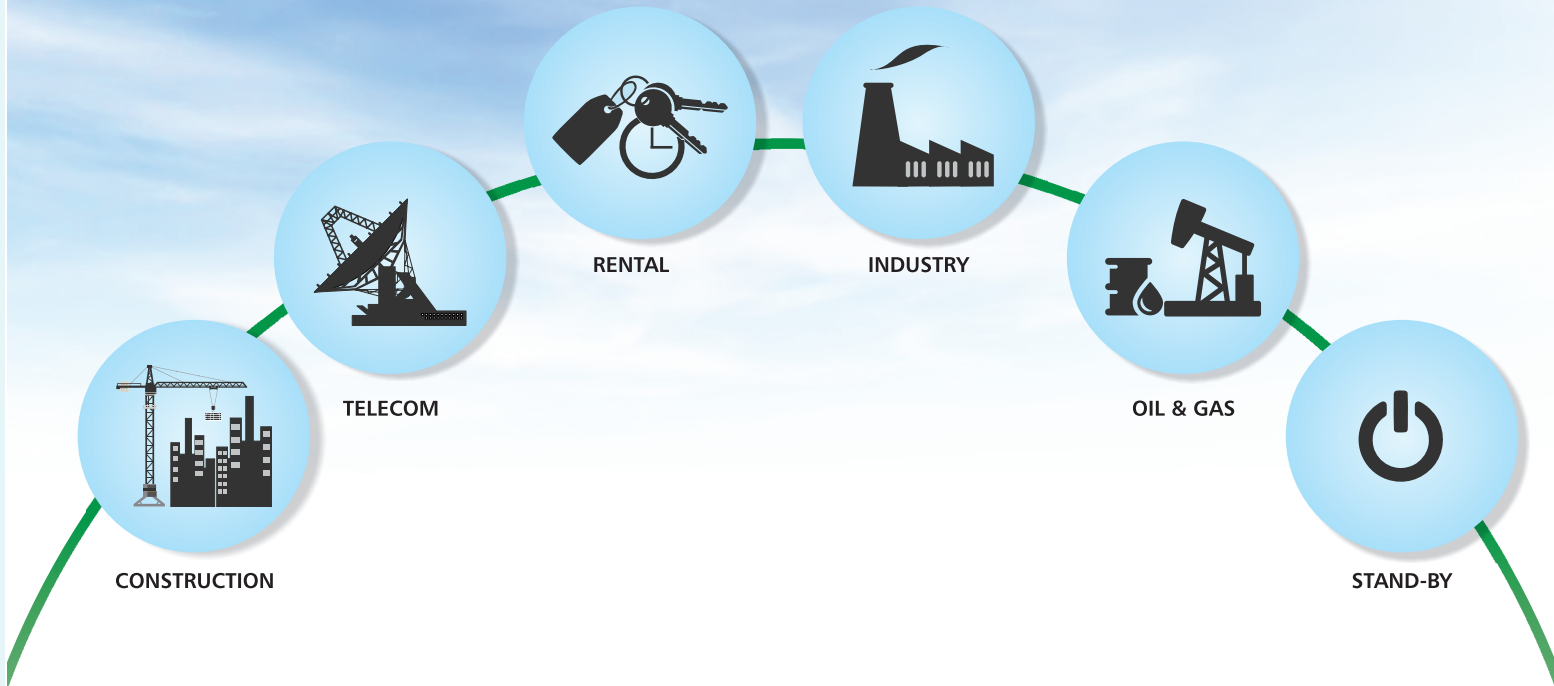 CONSTRUCTION
TELECOM
RENTAL
INDUSTRY
OIL & GAS
STAND-BY